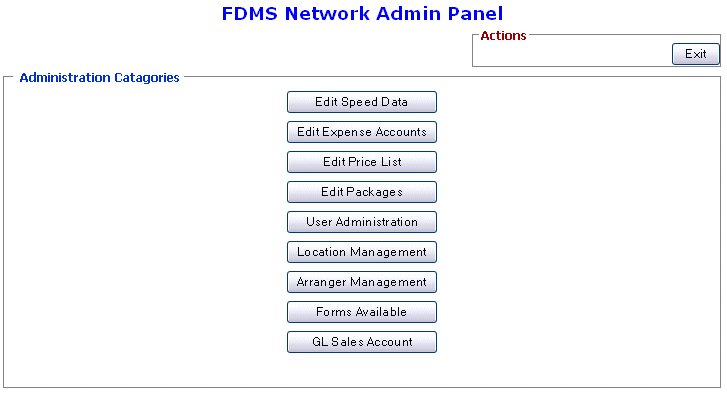 FDMS Network Admin Panel
Actions
Exit
Administration Catagories
Edit Speed Data
Edit Expense Accounts
Edit Price List
Edit Packages
User Administration
Location Management
Arranger Management
Forms Available
GL Sales Account